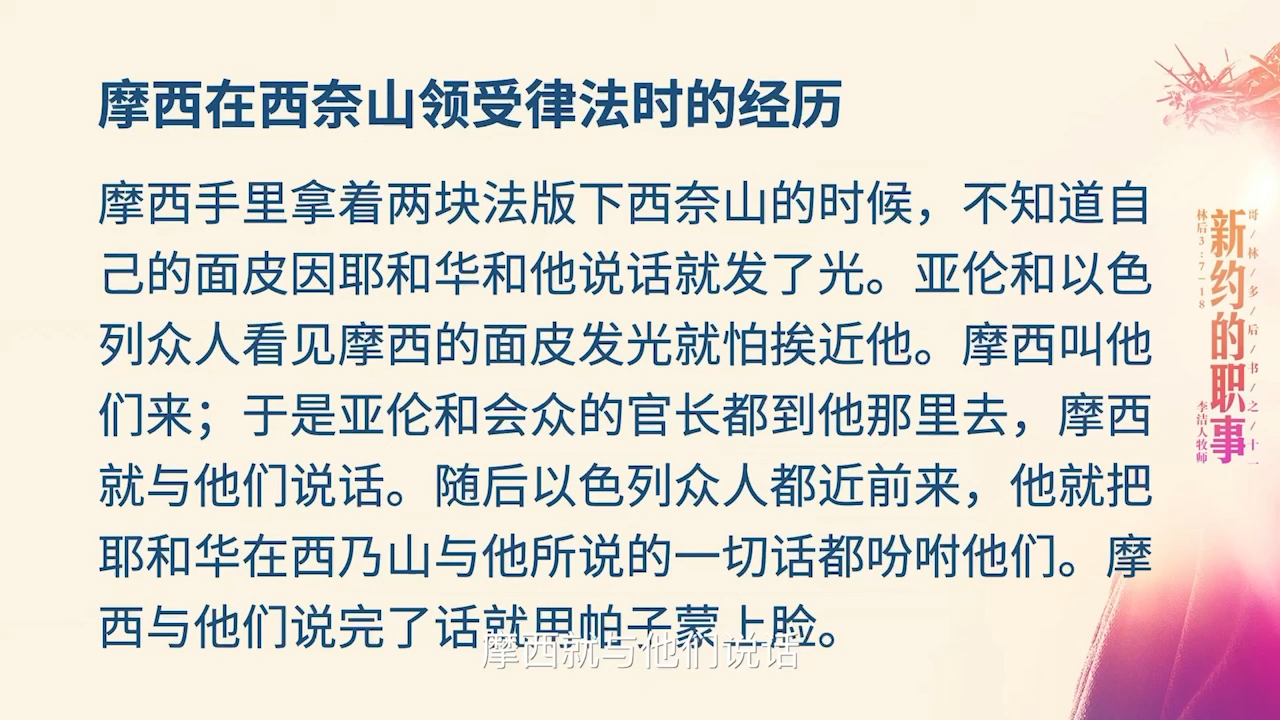 摩西在西奈山领受律法时的经历
摩西手里拿着两块法版下西奈山的时候，不知道自
己的面皮因耶和华和他说话就发了光。亚伦和以色
列众人看见摩西的面皮发光就怕挨近他。摩西叫他
们来；于是亚伦和会众的官长都到他那里去，摩西
就与他们说话。随后以色列众人都近前来，他就把
耶和华在西乃山与他所说的一切话都吩咐他们。摩
西与他们说完了话就用帕子蒙上脸。
摩西就与他们说话
哥/林/多/后/书/之/十一
新约的职事
林后3:7-18
李洁人牧师